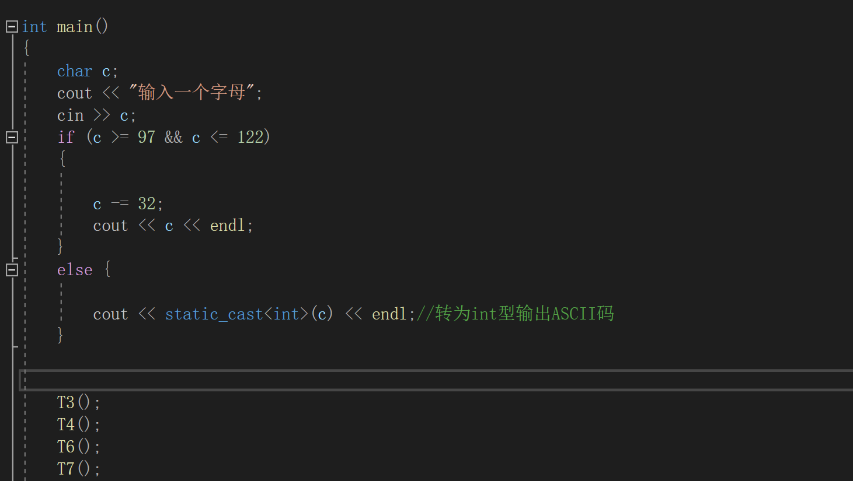 int main()
{
char c;
cout << "输入一个字母";
cin >> c;
if (c >= 97 && c <= 122)
{
c -= 32;
cout << c << endl;
}
else {
cout << static_cast<int>(c) << endl;//转为int型输出ASCII码
}
T3();
T4();
T6();
T7();